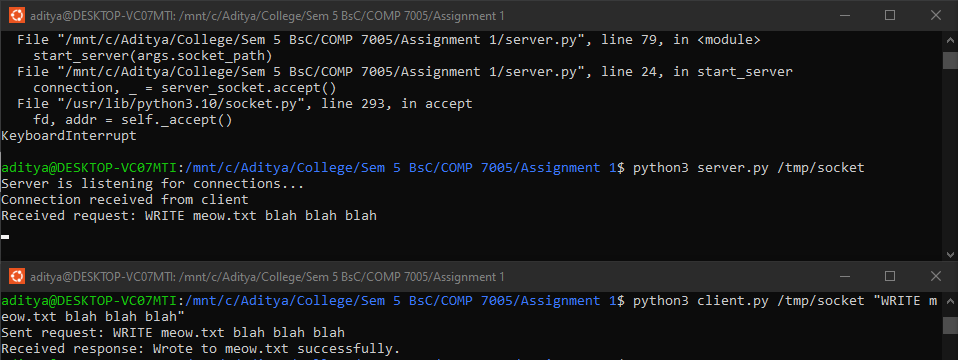 aditya@DESKTOP-VC07MTI: /mnt/c/Aditya/College/Sem 5 BsC/COMP 7005/Assignment 1
File "/mnt/c/Aditya/College/Sem 5 BsC/COMP 7005/Assignment 1/server.py", line 79, in <module>
start_server(args.socket_path)
File "/mnt/c/Aditya/College/Sem 5 BsC/COMP 7005/Assignment 1/server.py", line 24, in start_server
connection, _ = server_socket.accept()
File "/usr/lib/python3.10/socket.py", line 293, in accept
fd, addr = self._accept()
KeyboardInterrupt
aditya@DESKTOP-VC07MTI:/mnt/c/Aditya/College/Sem 5 BsC/COMP 7005/Assignment 1$ python3 server.py /tmp/socket
Server is listening for connections...
Connection received from client
Received request: WRITE meow.txt blah blah blah
aditya@DESKTOP-VC07MTI: /mnt/c/Aditya/College/Sem 5 BsC/COMP 7005/Assignment 1
aditya@DESKTOP-VC07MTI:/mnt/c/Aditya/College/Sem 5 BsC/COMP 7005/Assignment 1$ python3 client.py /tmp/socket "WRITE m
eow.txt blah blah blah"
Sent request: WRITE meow.txt blah blah blah
Received response: Wrote to meow.txt successfully.